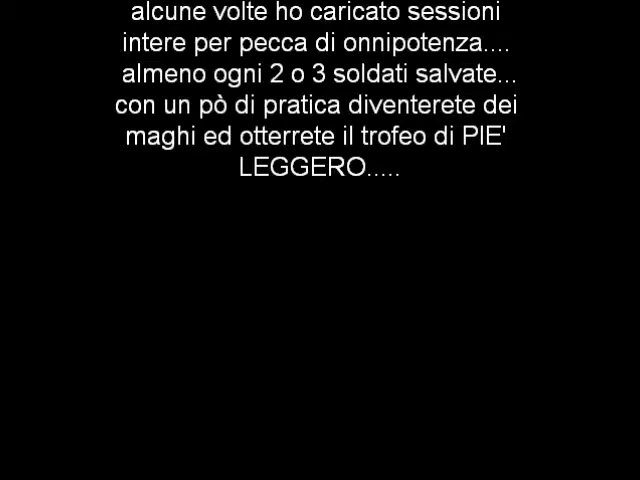 alcune volte ho caricato sessioni
intere per pecca di onnipotenza....
almeno ogni 2 o 3 soldati salvate...
con un pò di pratica diventerete dei
maghi ed otterrete il trofeo di PIE'
LEGGERO.....